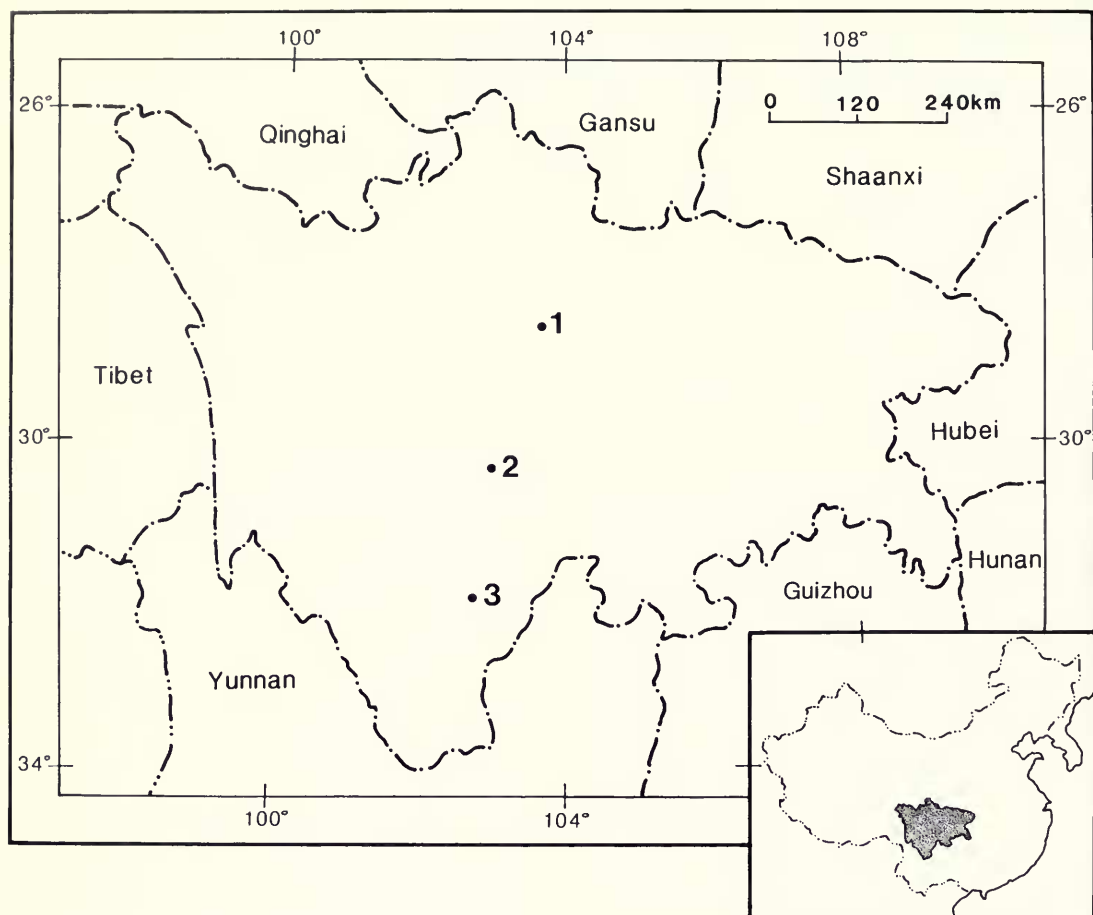 100° 104° 108°
26° 26°
0 120 240km
Qinghai Gansu
Shaanxi
1
Tibet
30° 30°
Hubei
2
Hunan
3 Guizhou
Yunnan
34°
100° 104°